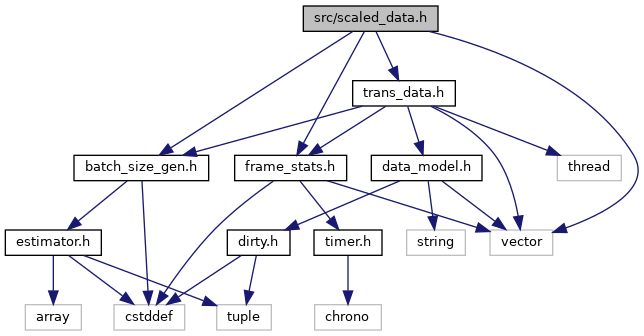 src/scaled_data.h
trans_data.h
batch_size_gen.h
frame_stats.h
data_model.h
thread
estimator.h
dirty.h
timer.h
string
vector
array
cstddef
tuple
chrono